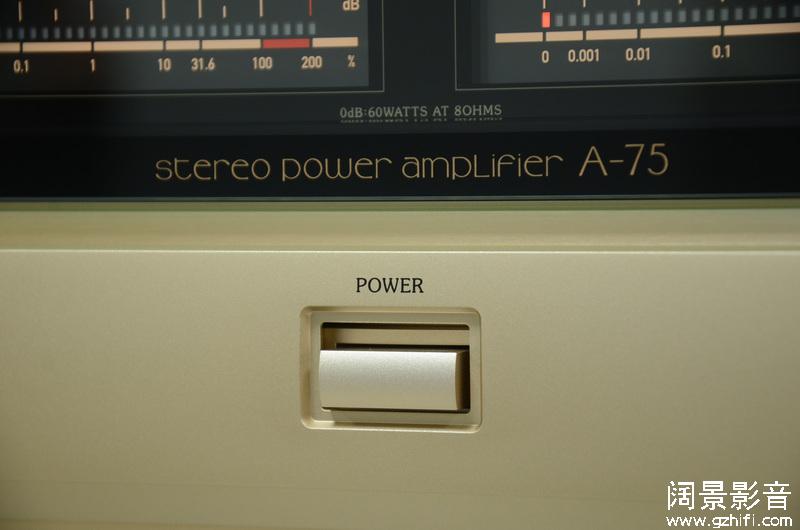 dB
0.1 1 10 31.6 100 200 %
0 0.001 0.01 0.1
0dB:60WATTS AT 8OHMS
stereo power amplifier A-75
POWER
阔景影音
www.gzhifi.com